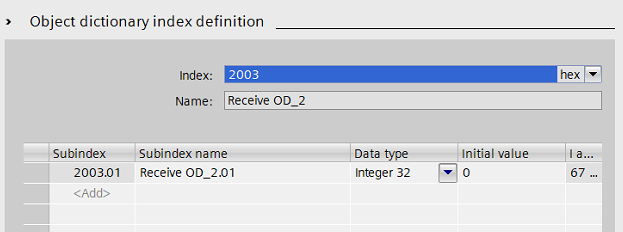 Object dictionary index definition
Index: 2003 hex
Name: Receive OD_2
Subindex Subindex name Data type Initial value I a...
2003.01 Receive OD_2.01 Integer 32 0 67 ...
<Add>